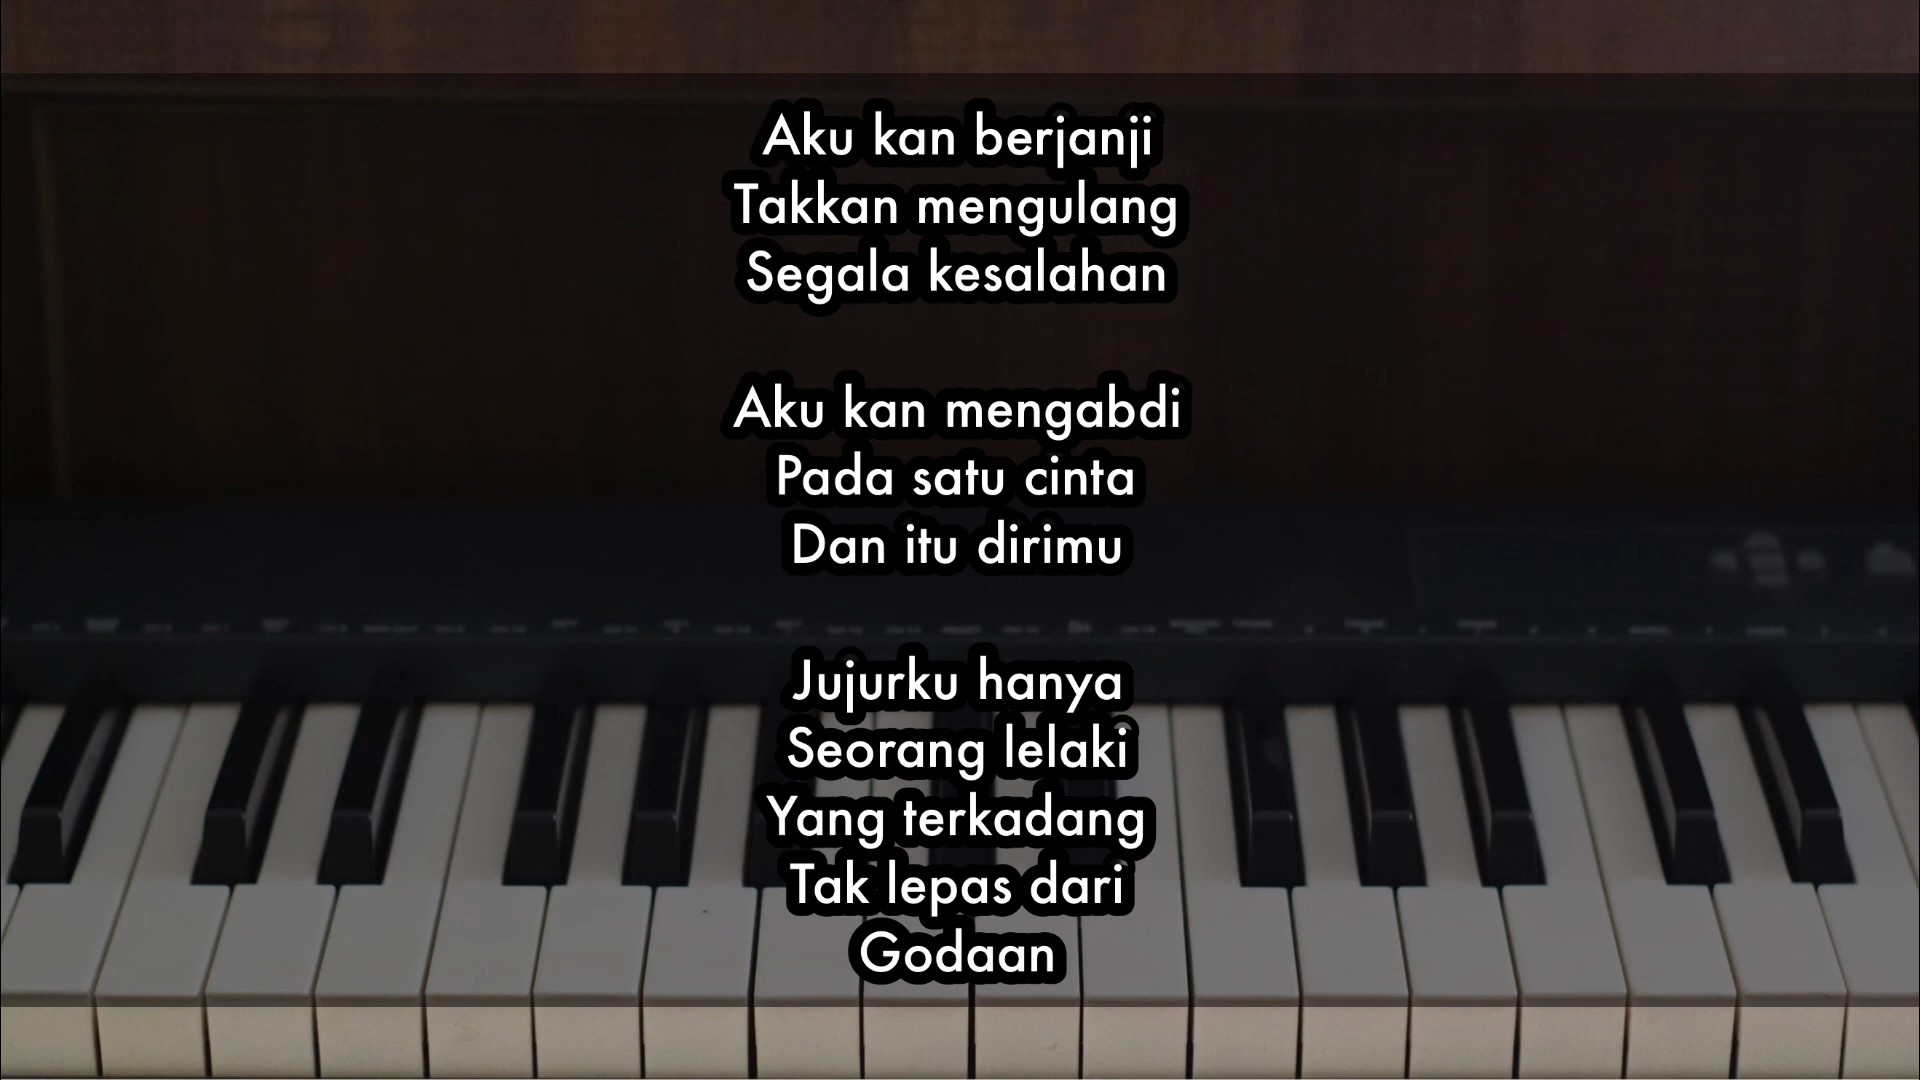 Aku kan berjanji
Takkan mengulang
Segala kesalahan
Aku kan mengabdi
Pada satu cinta
Dan itu dirimu
Jujurku hanya
Seorang lelaki
Yang terkadang
Tak lepas dari
Godaan